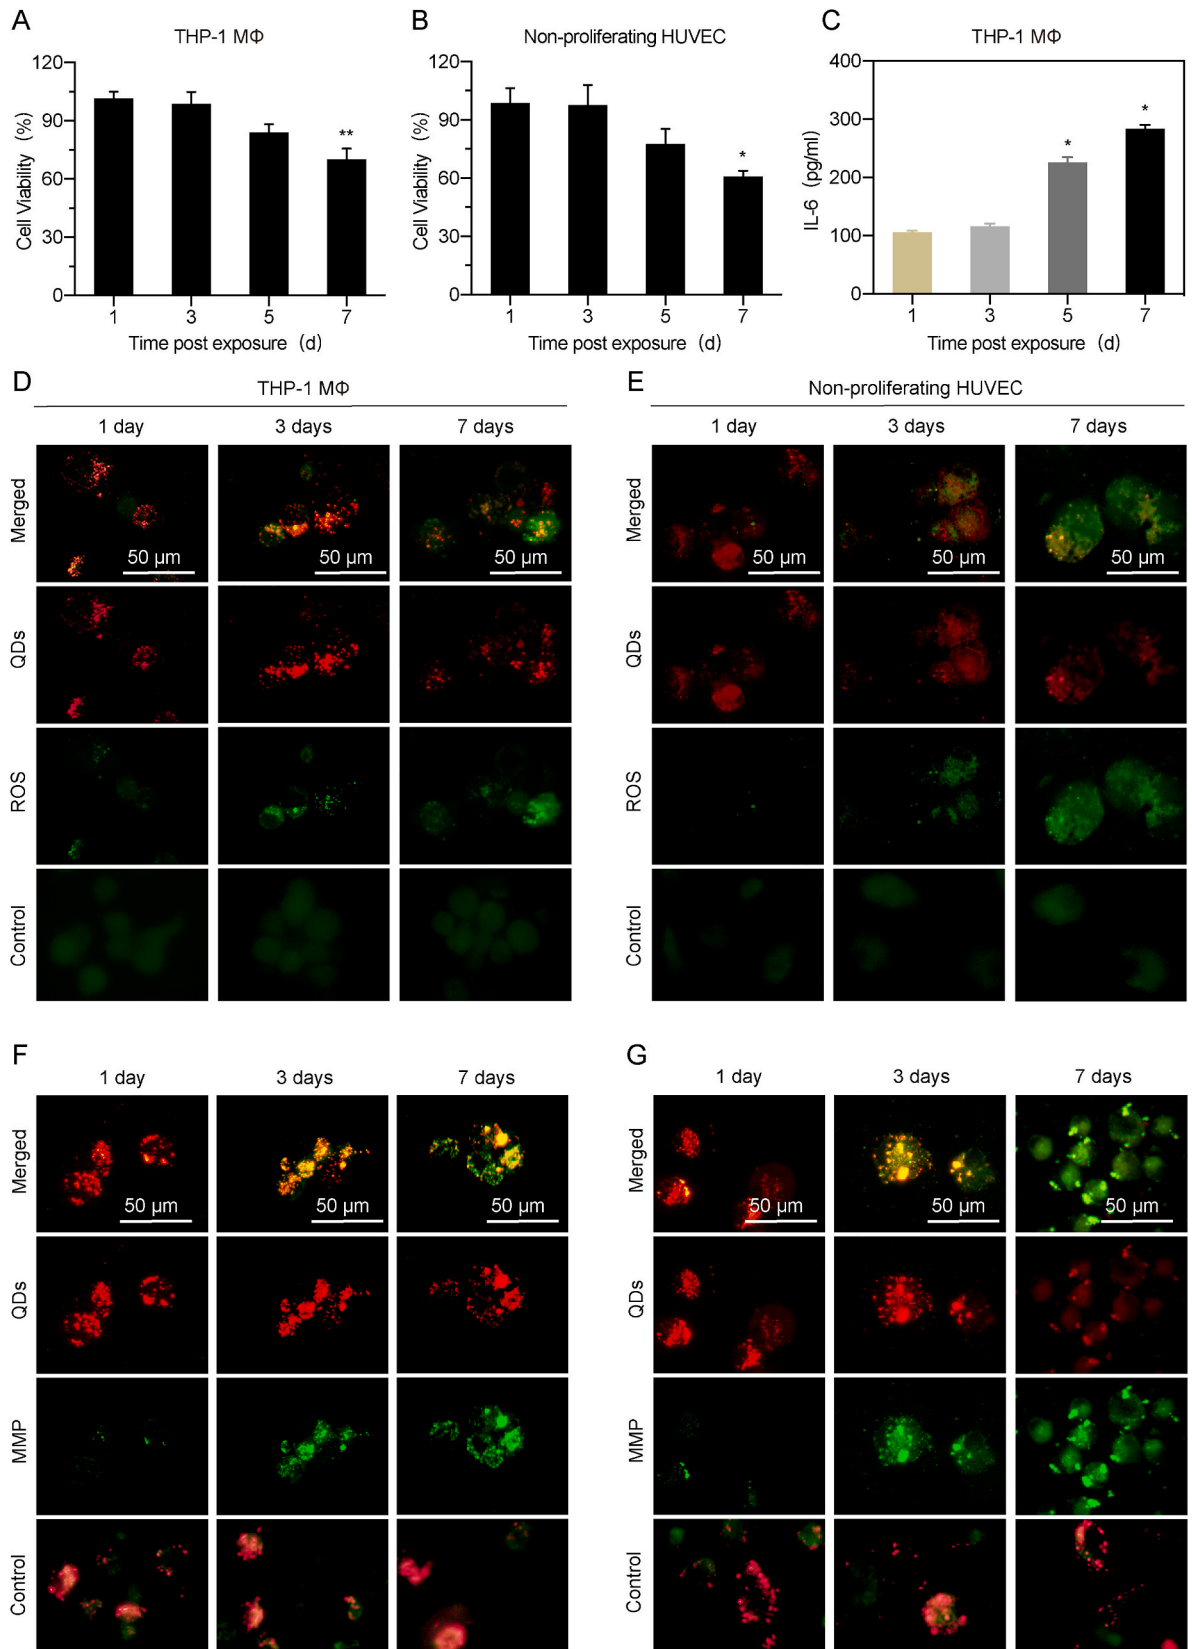 A
THP-1 MΦ
120
90
60
30
0
Cell Viability (%)
**
1 3 5 7
Time post exposure (d)
B
Non-proliferating HUVEC
120
90
60
30
0
Cell Viability (%)
*
1 3 5 7
Time post exposure (d)
C
THP-1 MΦ
400
300
200
100
0
IL-6 (pg/ml)
*
*
1 3 5 7
Time post exposure (d)
D
THP-1 MΦ
1 day 3 days 7 days
Merged
50 μm 50 μm 50 μm
QDs
ROS
Control
E
Non-proliferating HUVEC
1 day 3 days 7 days
Merged
50 μm 50 μm 50 μm
QDs
ROS
Control
F
1 day 3 days 7 days
Merged
50 μm 50 μm 50 μm
QDs
MMP
Control
G
1 day 3 days 7 days
Merged
50 μm 50 μm 50 μm
QDs
MMP
Control